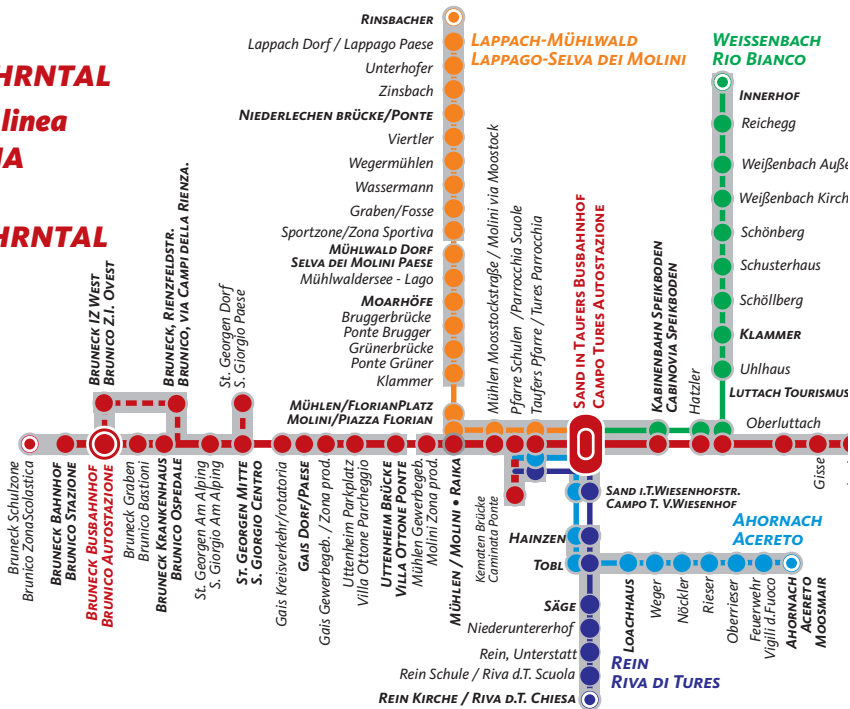 HRNTAL
linea
IA
HRNTAL
RINSBACHER
Lappach Dorf / Lappago Paese
Unterhofer
Zinsbach
NIEDERLECHEN BRÜCKE/PONTE
Viertler
Wegermühlen
Wassermann
Graben/Fosse
Sportzone/Zona Sportiva
MÜHLWALD DORF
SELVA DEI MOLINI PAESE
Mühlwaldersee - Lago
MOARHÖFE
Bruggerbrücke
Ponte Brugger
Grünerbrücke
Ponte Grüner
Klammer
MÜHLEN/FLORIANPLATZ
MOLINI/PIAZZA FLORIAN
LAPPACH-MÜHLWALD
LAPPAGO-SELVA DEI MOLINI
WEISSENBACH
RIO BIANCO
INNERHOF
Reichegg
Weißenbach Auße
Weißenbach Kirch
Schönberg
Schusterhaus
Schöllberg
KLAMMER
Uhlhaus
LUTTACH TOURISMUS
Oberluttach
BRUNECK IZ WEST
BRUNICO Z.I. OVEST
BRUNECK, RIENZFELDSTR.
BRUNICO, VIA CAMPI DELLA RIENZA.
St. Georgen Dorf
S. Giorgio Paese
Mühlen Moosstockstraße / Molini via Moostock
Pfarre Schulen /Parrocchia Scuole
Taufers Pfarre / Tures Parrocchia
SAND IN TAUFERS BUSBAHNHOF
CAMPO TURES AUTOSTAZIONE
KABINENBAHN SPEIKBODEN
CABINOVIA SPEIKBODEN
Hatzler
Bruneck Schulzone
Brunico ZonaScolastica
BRUNECK BAHNHOF
BRUNICO STAZIONE
BRUNECK BUSBAHNHOF
BRUNICO AUTOSTAZIONE
Bruneck Graben
Brunico Bastioni
BRUNECK KRANKENHAUS
BRUNICO OSPEDALE
St. Georgen Am Alping
S. Giorgio Am Alping
ST. GEORGEN MITTE
S. GIORGIO CENTRO
Gais Kreisverkehr/rotatoria
GAIS DORF/PAESE
Gais Gewerbegeb. / Zona prod.
Uttenheim Parkplatz
Villa Ottone Parcheggio
UTTENHEIM BRÜCKE
VILLA OTTONE PONTE
Mühlen Gewerbegeb.
Molini Zona prod.
MÜHLEN / MOLINI • RAIKA
Kematen Brücke
Caminata Ponte
Gisse
SAND I.T.WIESENHOFSTR.
CAMPO T. V.WIESENHOF
HAINZEN
TOBL
AHORNACH
ACERETO
LOACHHAUS
Weger
Nöckler
Rieser
Oberrieser
Feuerwehr
Vigili d.Fuoco
AHORNACH
ACERETO
MOOSMAIR
SÄGE
Niederuntererhof
Rein, Unterstatt
Rein Schule / Riva d.T. Scuola
REIN KIRCHE / RIVA D.T. CHIESA
REIN
RIVA DI TURES